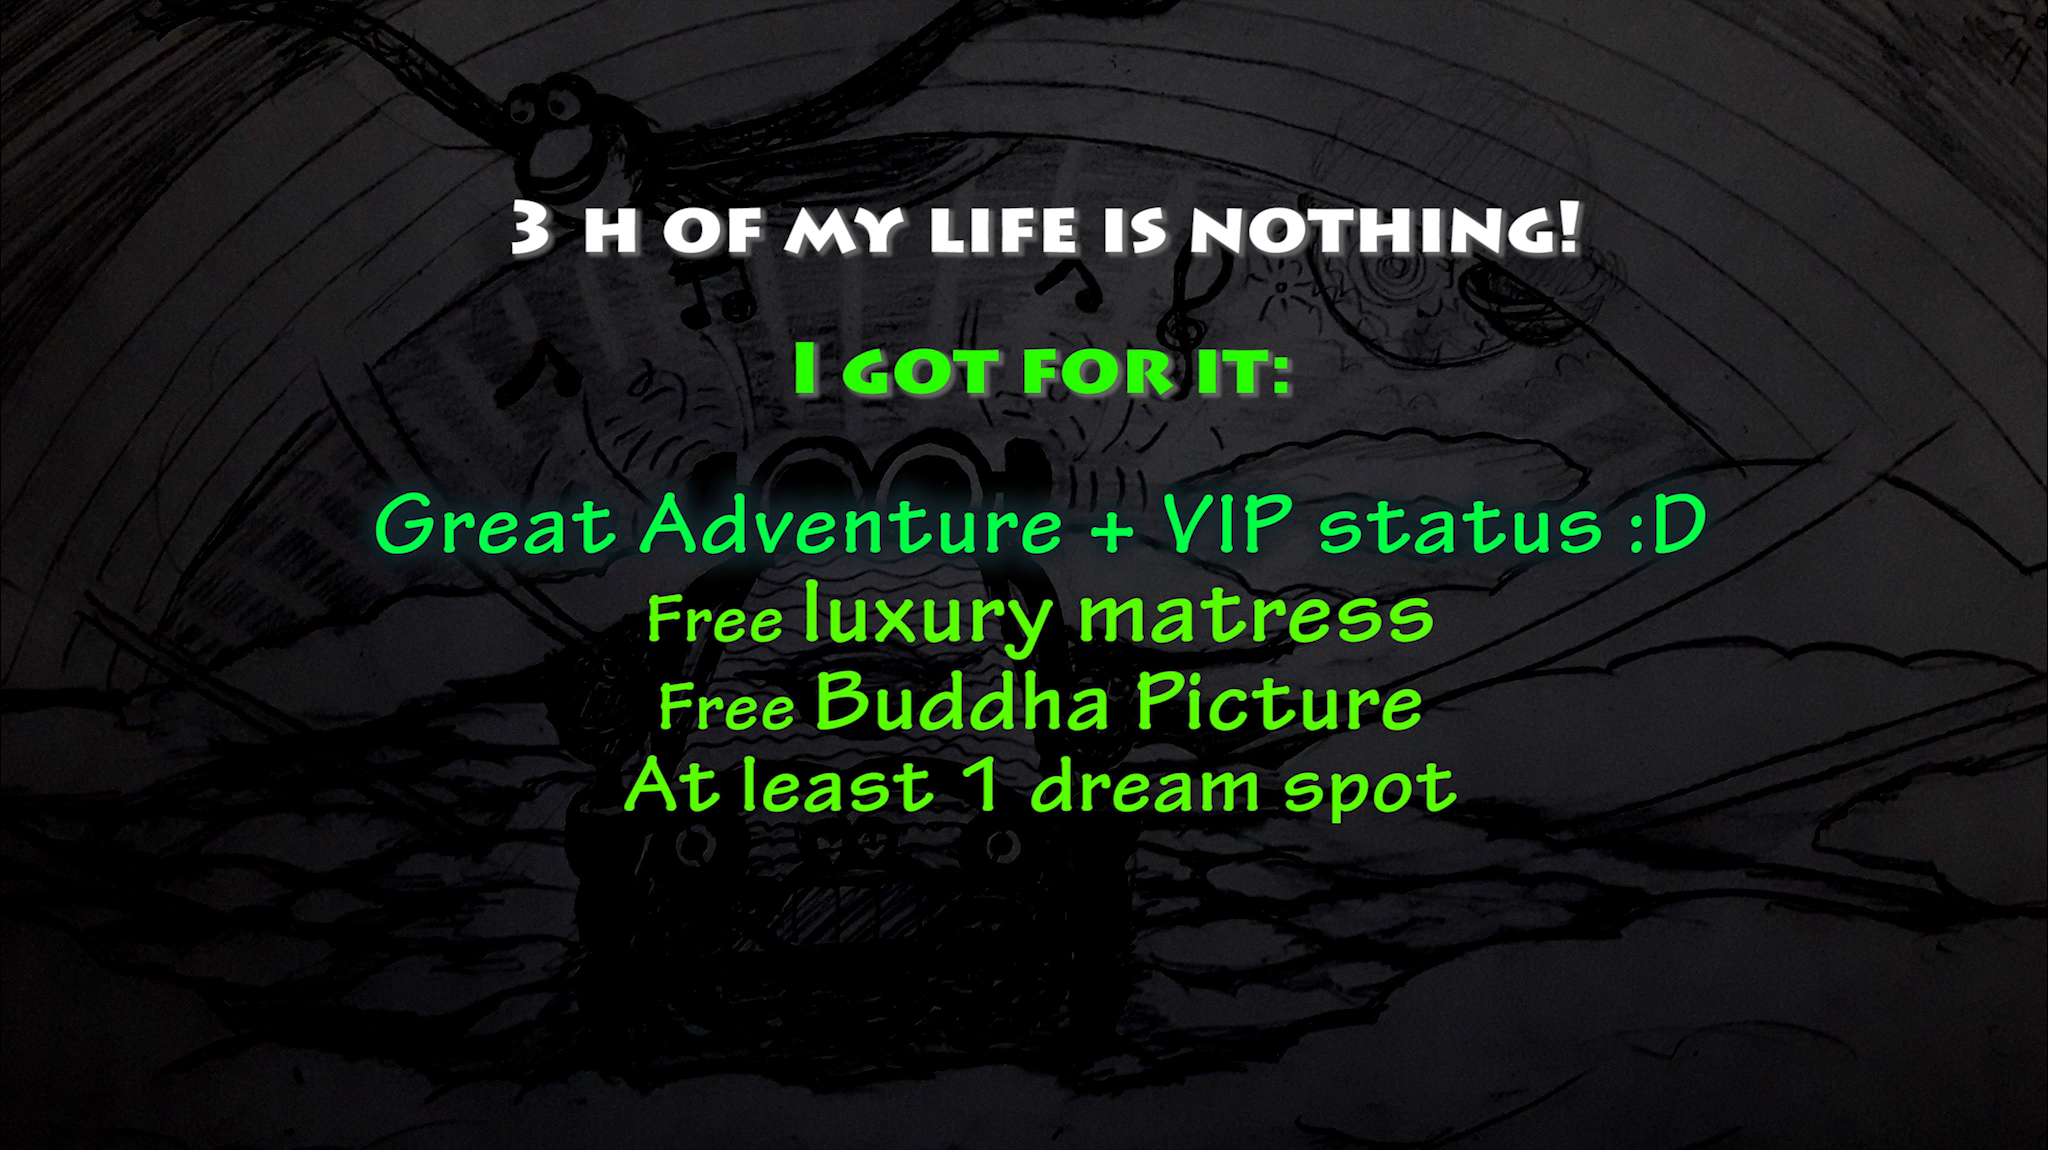 3 H OF MY LIFE IS NOTHING!
I GOT FOR IT:
Great Adventure + VIP status :D
Free luxury matress
Free Buddha Picture
At least 1 dream spot